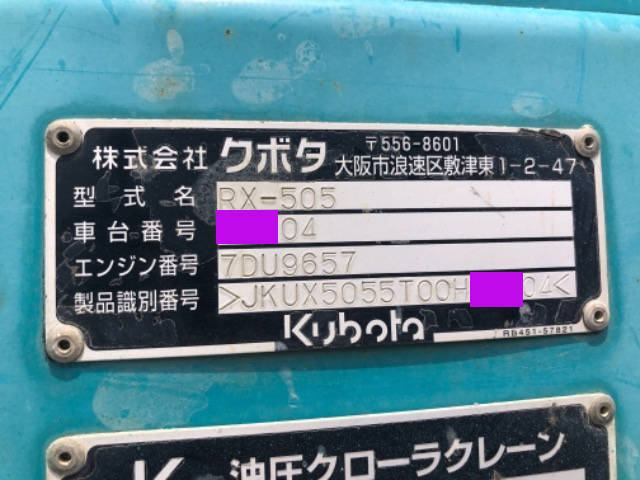 株式会社 クボタ 〒556-8601
大阪市浪速区敷津東1-2-47
型式名 RX-505
車台番号 04
エンジン番号 7DU9657
製品識別番号 >JKUX5055T00H 04<
Kubota
RB451-57821
油圧クローラクレーン